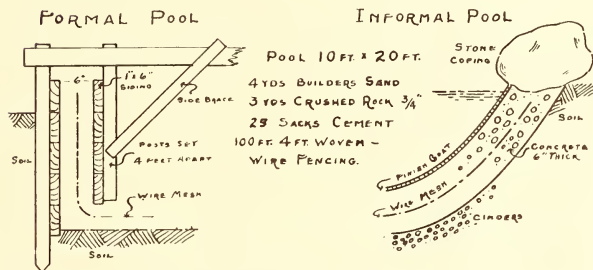 FORMAL POOL
6"
1"x 6"
SIDING
SIDE BRACE
SOIL
POSTS SET
4 FEET APART
WIRE MESH
SOIL
POOL 10 FT. x 20 FT.
4 YDS BUILDERS SAND
3 YDS CRUSHED ROCK 3/4"
25 SACKS CEMENT
100 FT. 4 FT. WOVEN -
WIRE FENCING.
INFORMAL POOL
STONE
COPING
SOIL
CONCRETE
6" THICK
FINISH COAT
WIRE MESH
CINDERS